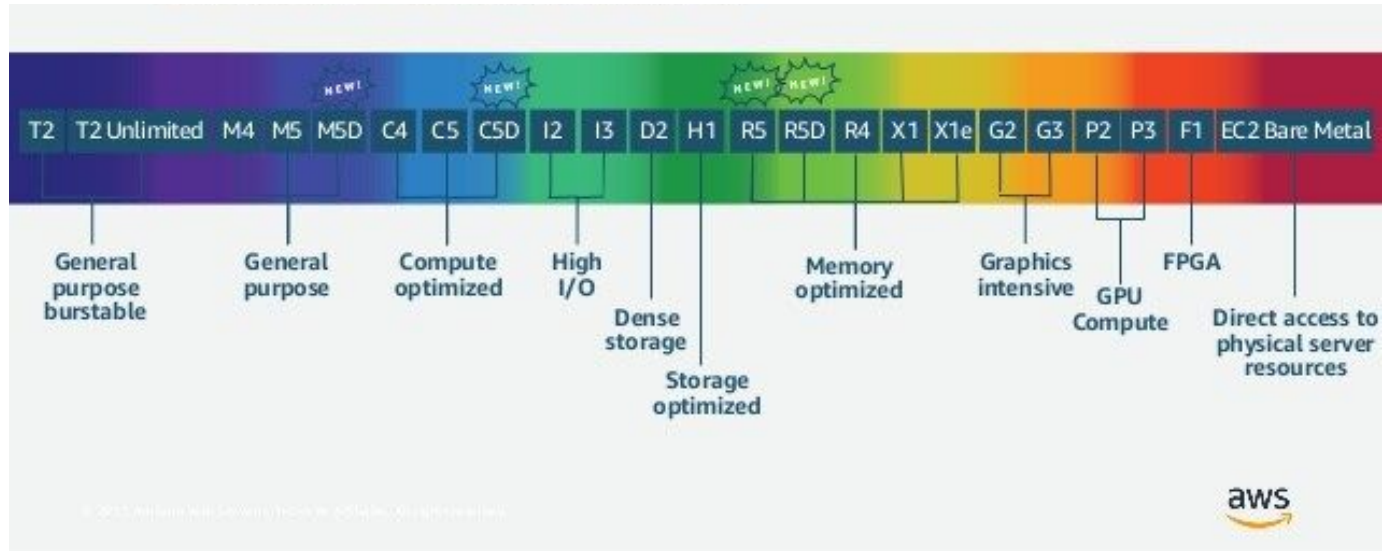 NEW! NEW! NEW! NEW!
T2 T2 Unlimited M4 M5 M5D C4 C5 C5D I2 I3 D2 H1 R5 R5D R4 X1 X1e G2 G3 P2 P3 F1 EC2 Bare Metal
General
purpose
burstable
General
purpose
Compute
optimized
High
I/O
Dense
storage
Storage
optimized
Memory
optimized
Graphics
intensive
GPU
Compute
FPGA
Direct access to
physical server
resources
aws